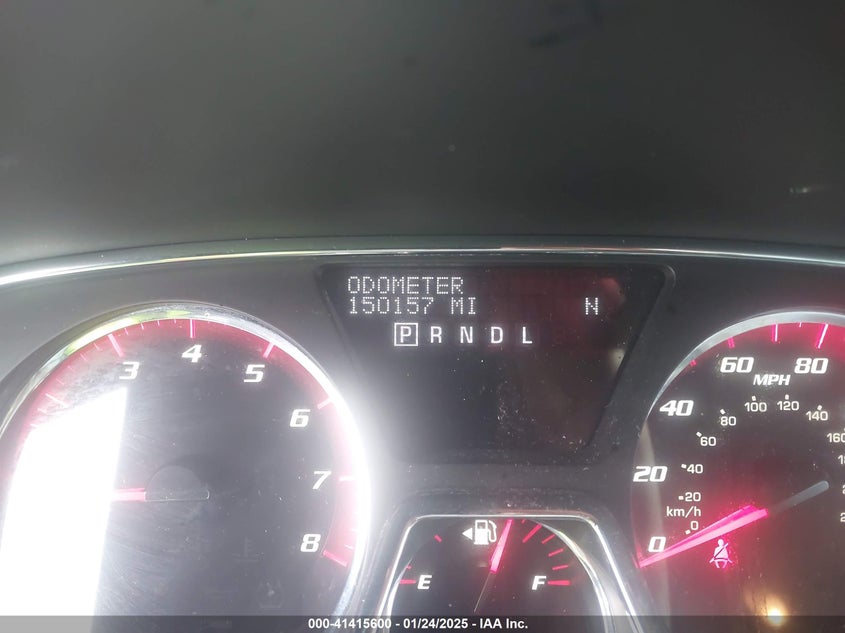 ODOMETER
150157 MI N
P R N D L
3 4 5 6 7 8
20 40 60 80
MPH
0 20 40 60 80 100 120 140
km/h
0
E F
000-41415600 — 01/24/2025 — IAA Inc.